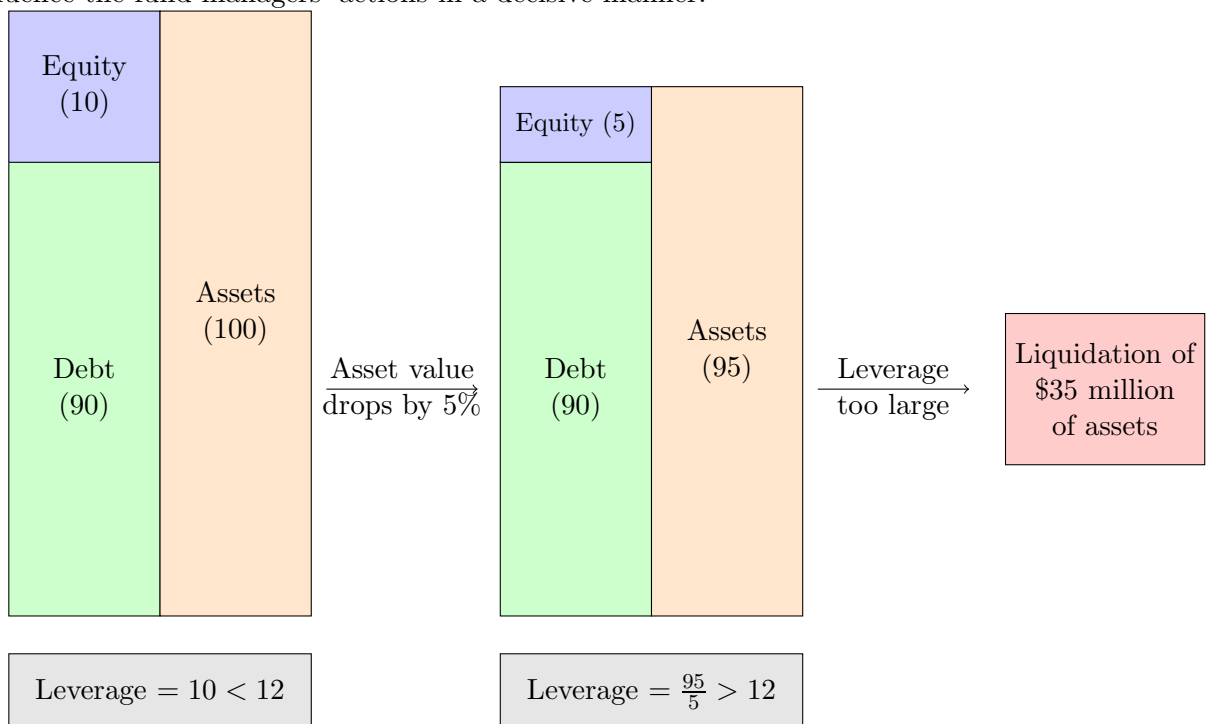 the fund managers' actions in a decisive manner.
Equity
(10)
Debt
(90)
Assets
(100)
Leverage = 10 < 12
Asset value
drops by 5%
Equity (5)
Debt
(90)
Assets
(95)
Leverage = 95/5 > 12
Leverage
too large
Liquidation of
$35 million
of assets